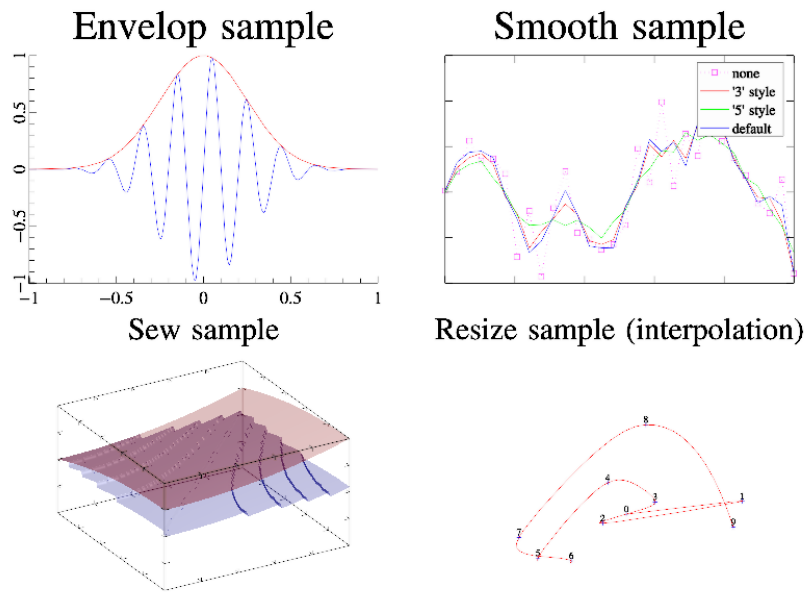 Envelop sample
Smooth sample
1
0.5
0
−0.5
−1
−1
−0.5
0
0.5
1
none
'3' style
'5' style
default
Sew sample
Resize sample (interpolation)
8
4
3
1
0
2
9
7
5
6